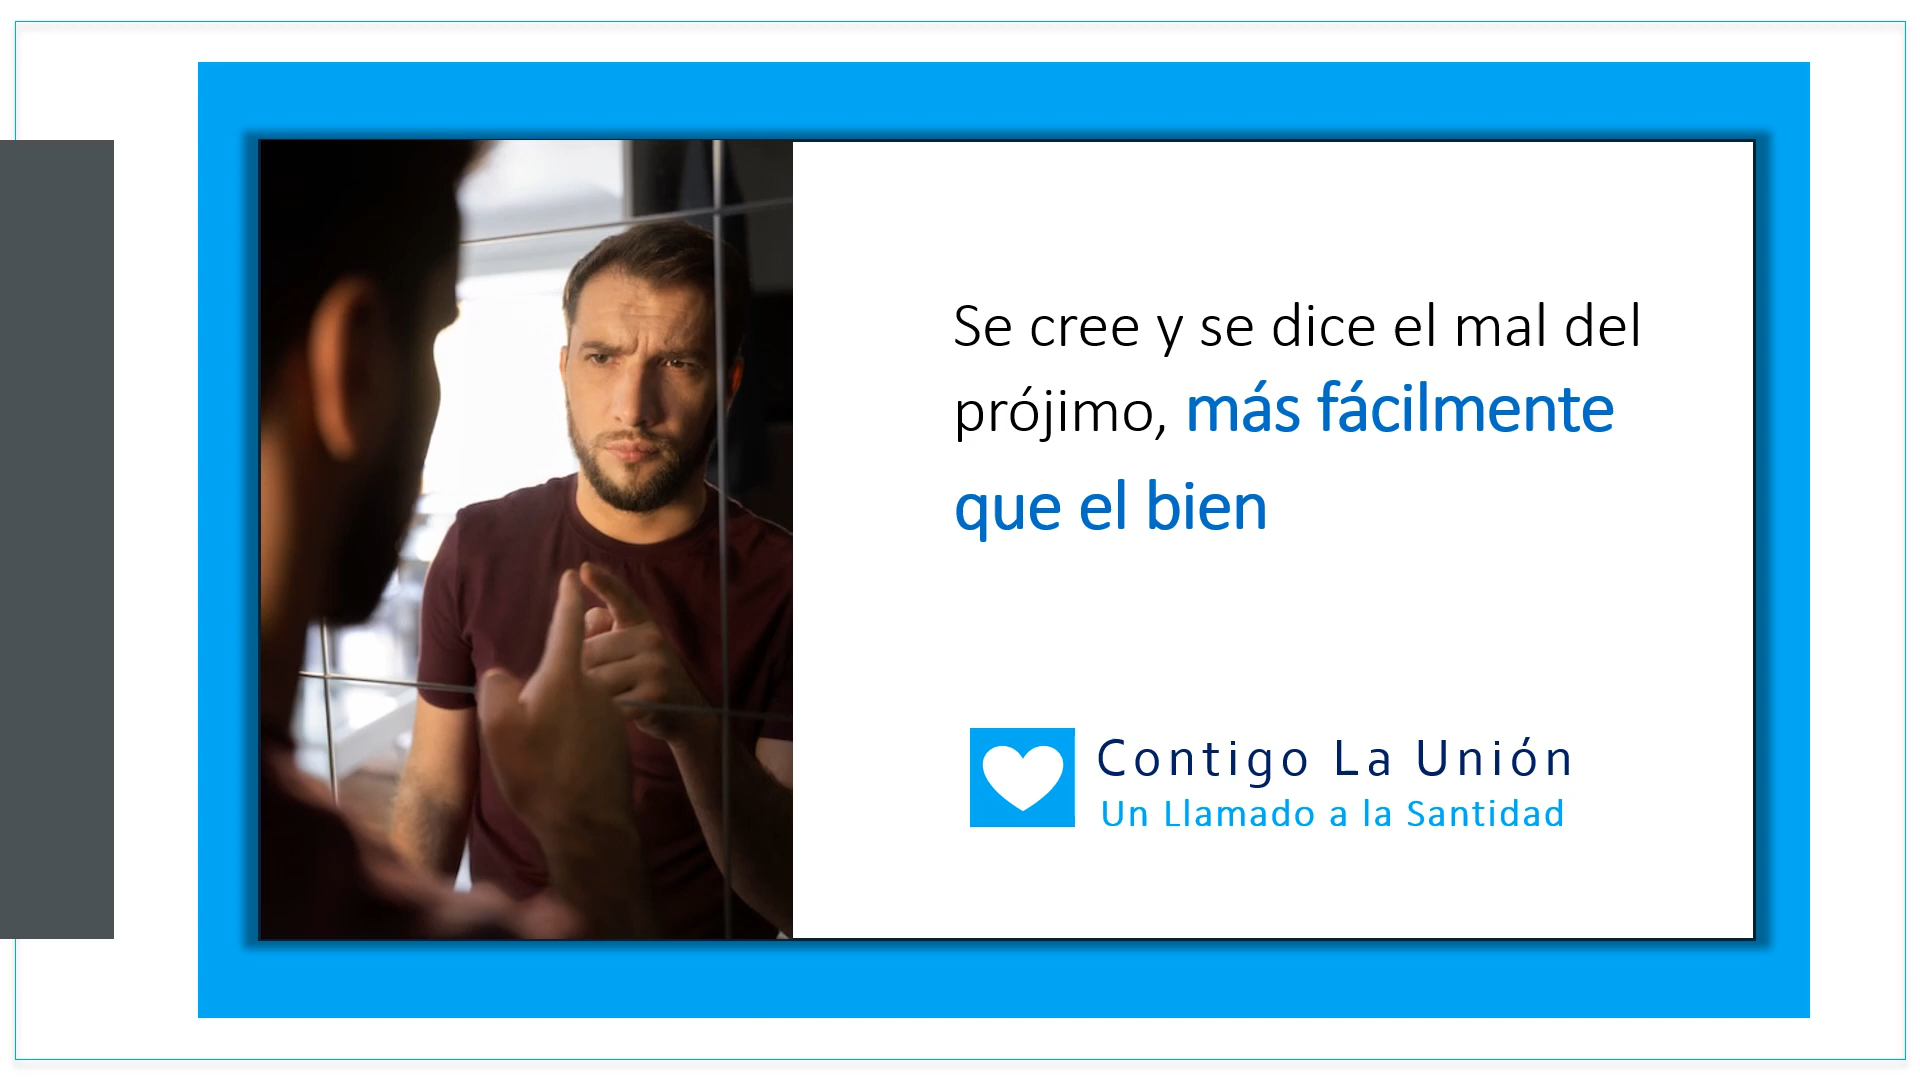 Se cree y se dice el mal del
prójimo, más fácilmente
que el bien
Contigo La Unión
Un Llamado a la Santidad